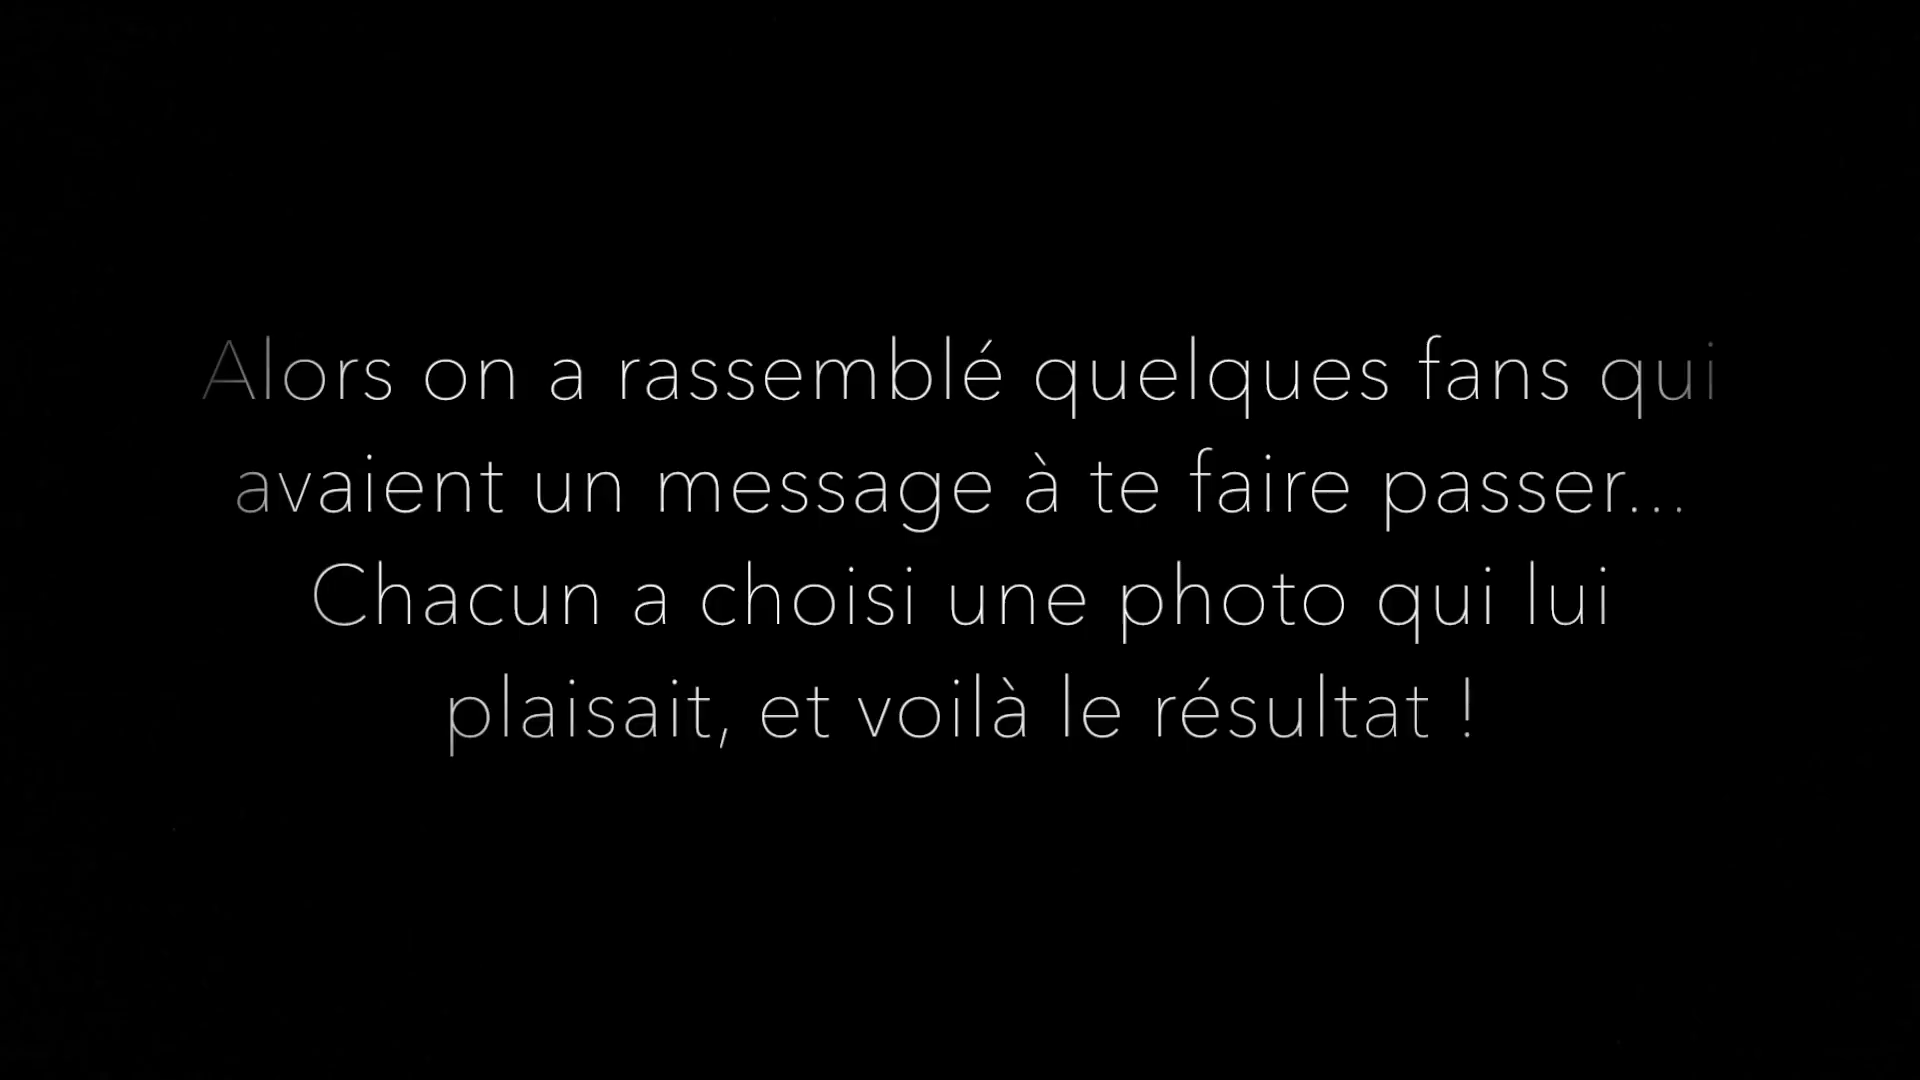 Alors on a rassemblé quelques fans qui
avaient un message à te faire passer...
Chacun a choisi une photo qui lui
plaisait, et voilà le résultat !